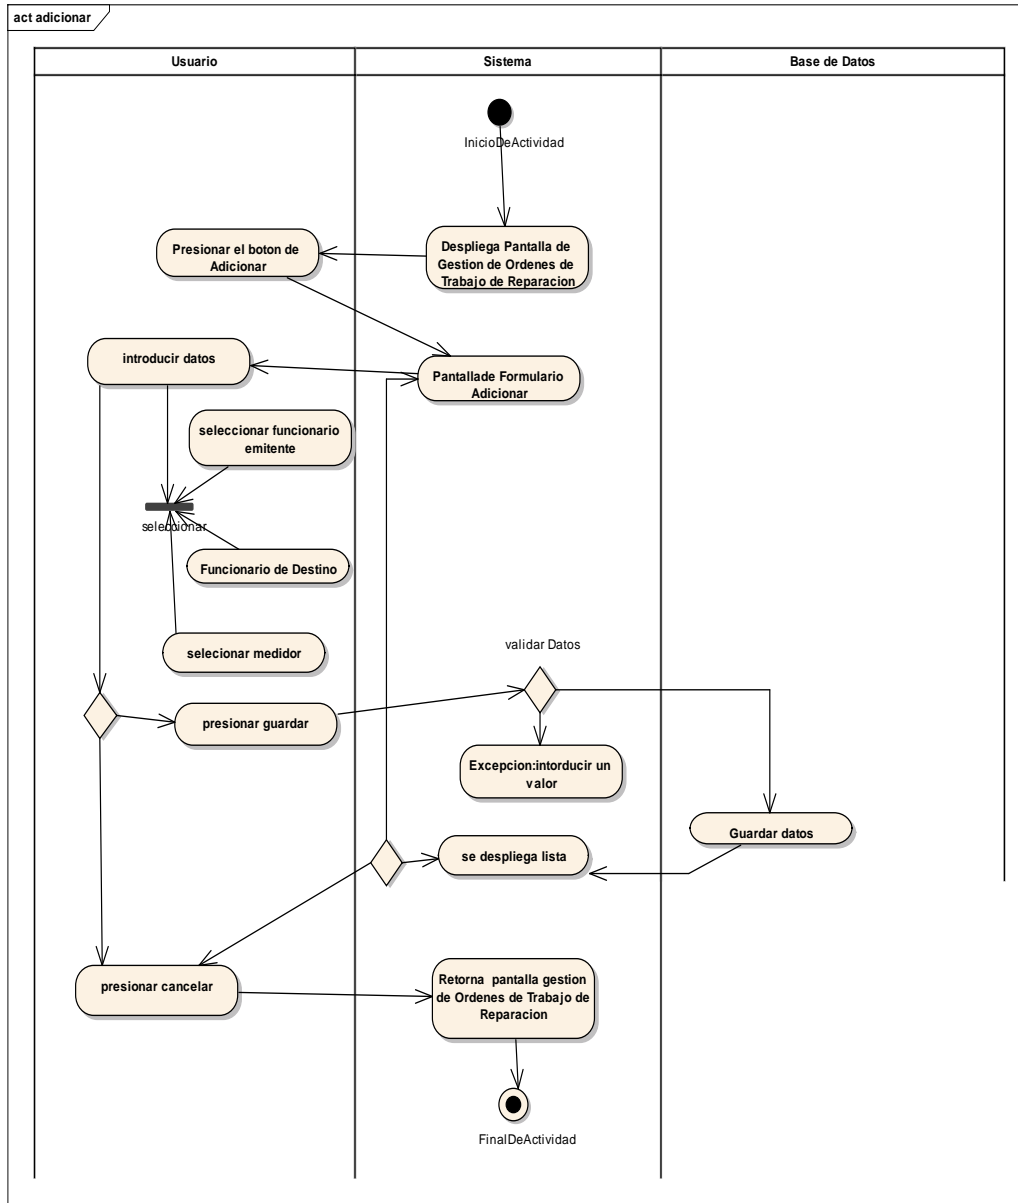 act adicionar
Usuario
Sistema
Base de Datos
InicioDeActividad
Presionar el boton de
Adicionar
Despliega Pantalla de
Gestion de Ordenes de
Trabajo de Reparacion
introducir datos
Pantallade Formulario
Adicionar
seleccionar funcionario
emitente
seleccionar
Funcionario de Destino
selecionar medidor
validar Datos
presionar guardar
Excepcion:intorducir un
valor
Guardar datos
se despliega lista
presionar cancelar
Retorna pantalla gestion
de Ordenes de Trabajo de
Reparacion
FinalDeActividad